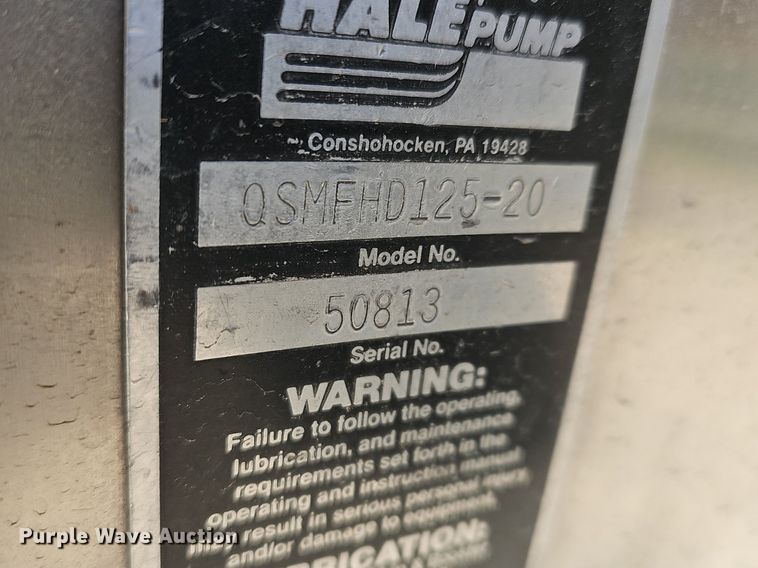 HALE PUMP
Conshohocken, PA 19428
QSMFHD125-20
Model No.
50813
Serial No.
WARNING:
Failure to follow the operating,
lubrication, and maintenance
requirements set forth in the
operating and instruction manual
may result in serious personal injury,
and/or damage to equipment.
Purple Wave Auction